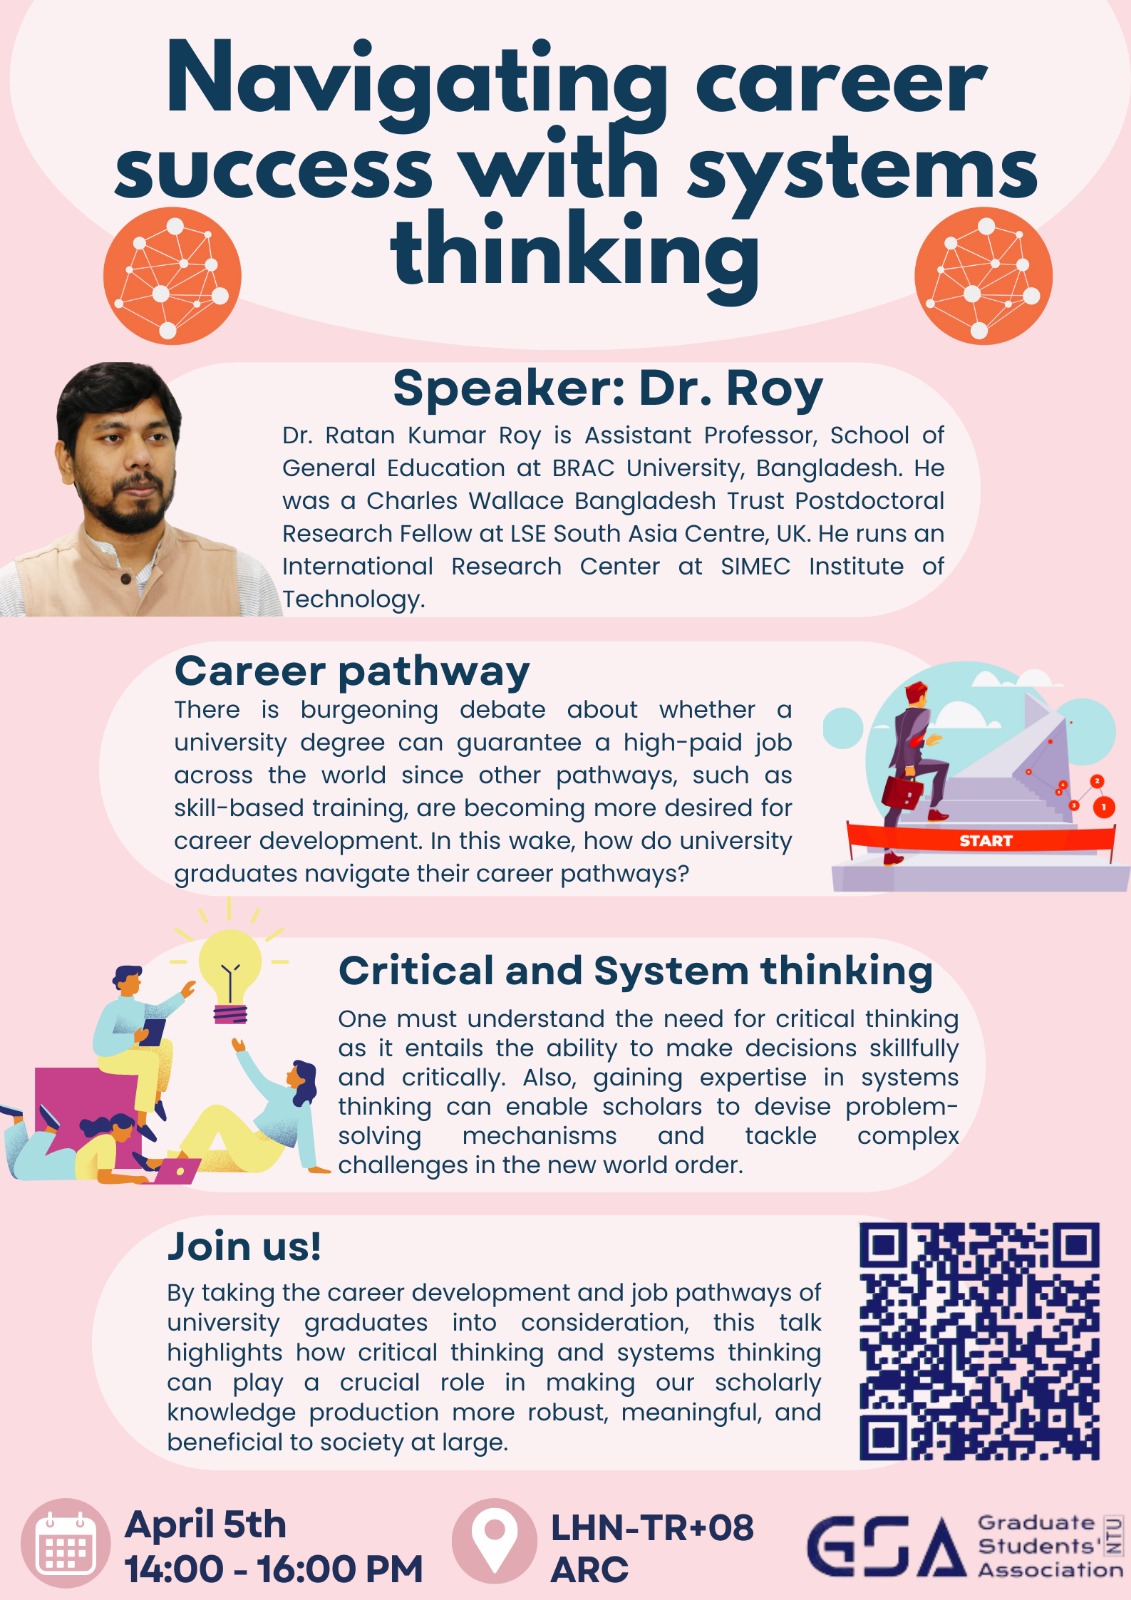 Navigating career
success with systems
thinking
Speaker: Dr. Roy
Dr. Ratan Kumar Roy is Assistant Professor, School of
General Education at BRAC University, Bangladesh. He
was a Charles Wallace Bangladesh Trust Postdoctoral
Research Fellow at LSE South Asia Centre, UK. He runs an
International Research Center at SIMEC Institute of
Technology.
Career pathway
There is burgeoning debate about whether a
university degree can guarantee a high-paid job
across the world since other pathways, such as
skill-based training, are becoming more desired for
career development. In this wake, how do university
graduates navigate their career pathways?
2
3
1
START
Critical and System thinking
One must understand the need for critical thinking
as it entails the ability to make decisions skillfully
and critically. Also, gaining expertise in systems
thinking can enable scholars to devise problem-
solving mechanisms and tackle complex
challenges in the new world order.
Join us!
By taking the career development and job pathways of
university graduates into consideration, this talk
highlights how critical thinking and systems thinking
can play a crucial role in making our scholarly
knowledge production more robust, meaningful, and
beneficial to society at large.
April 5th
14:00 - 16:00 PM
LHN-TR+08
ARC
GSA
Graduate
Students'
Association
NTU